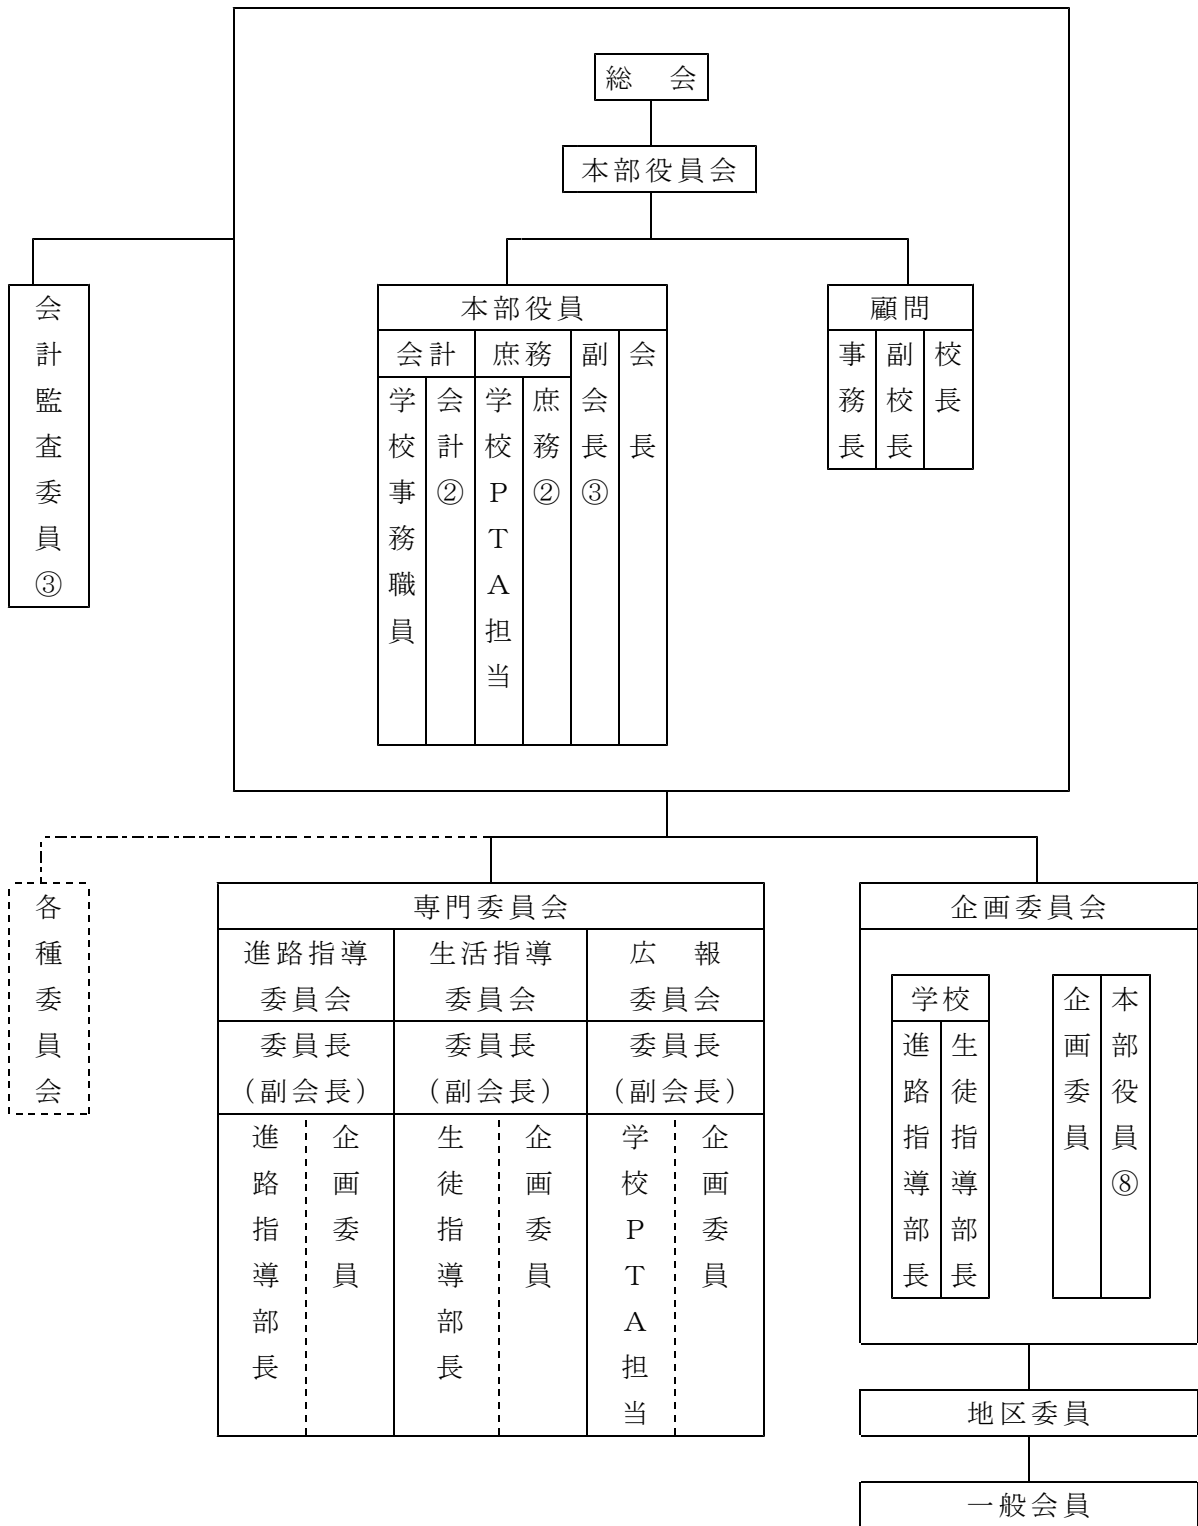 総　会
本部役員会
会計監査委員③
本部役員
会計
庶務
副会長③
会　長
学校事務職員
会計②
学校ＰＴＡ担当
庶務②
顧問
事務長
副校長
校長
各種委員会
専門委員会
進路指導
委員会
生活指導
委員会
広　報
委員会
委員長
（副会長）
委員長
（副会長）
委員長
（副会長）
進路指導部長
企画委員
生徒指導部長
企画委員
学校ＰＴＡ担当
企画委員
企画委員会
学校
進路指導部長
生徒指導部長
企画委員
本部役員⑧
地区委員
一般会員